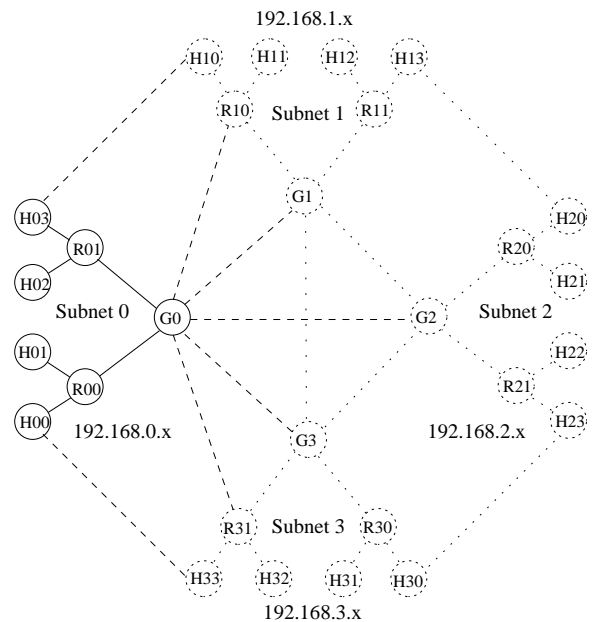 192.168.1.x
H10 H11 H12 H13
R10 Subnet 1 R11
G1
H03 H20
R01 R20
H02 H21
Subnet 0 G0 G2 Subnet 2
H01 H22
R00 R21
H00 H23
192.168.0.x 192.168.2.x
G3
R31 Subnet 3 R30
H33 H32 H31 H30
192.168.3.x